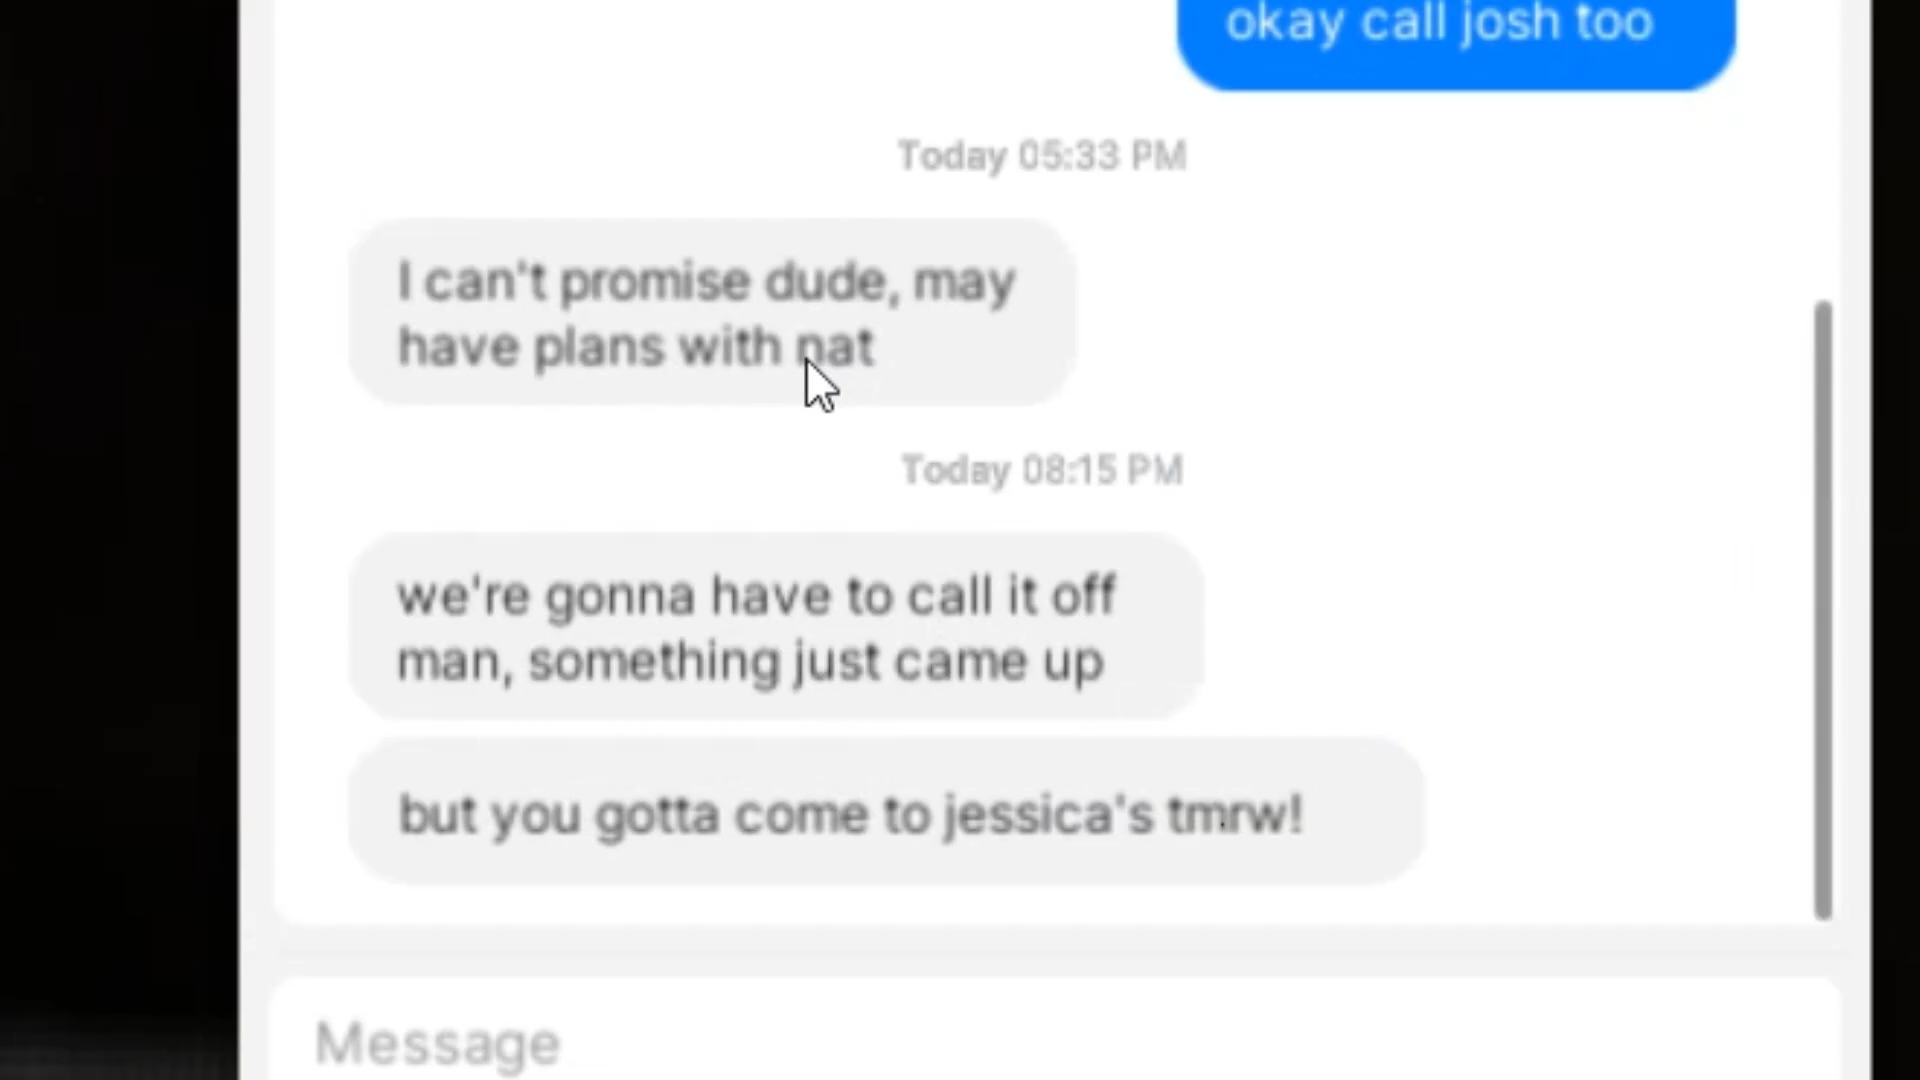 okay call josh too
Today 05:33 PM
I can't promise dude, may
have plans with nat
Today 08:15 PM
we're gonna have to call it off
man, something just came up
but you gotta come to jessica's tmrw!
Message